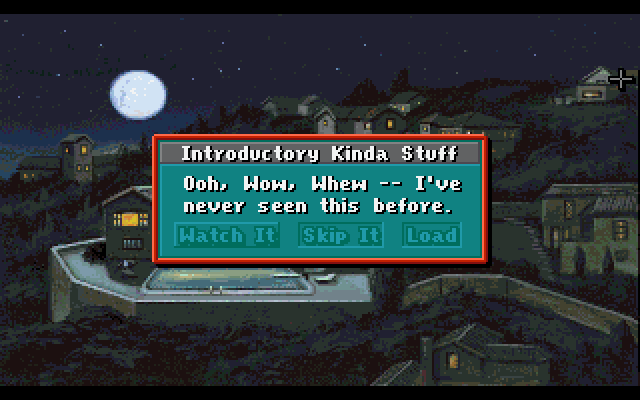 Introductory Kinda Stuff
Ooh, Wow, Whew -- I've
never seen this before.
Watch It Skip It Load